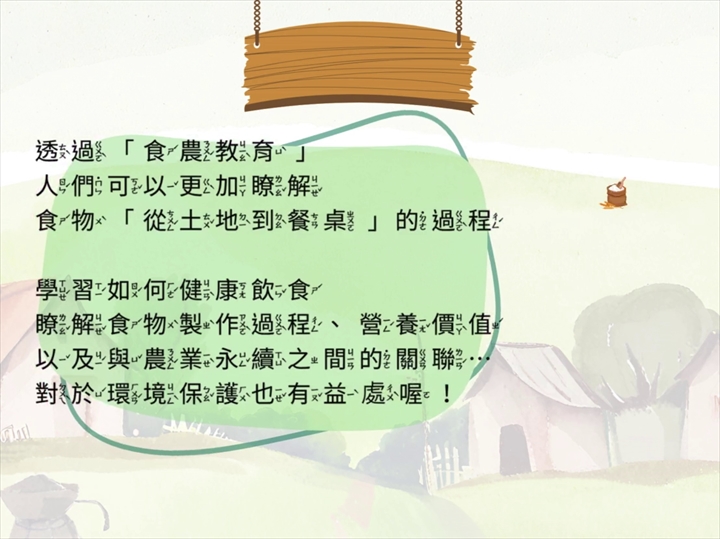 透過「食農教育」
人們可以更加瞭解
食物「從土地到餐桌」的過程
學習如何健康飲食
瞭解食物製作過程、營養價值
以及與農業永續之間的關聯…
對於環境保護也有益處喔！